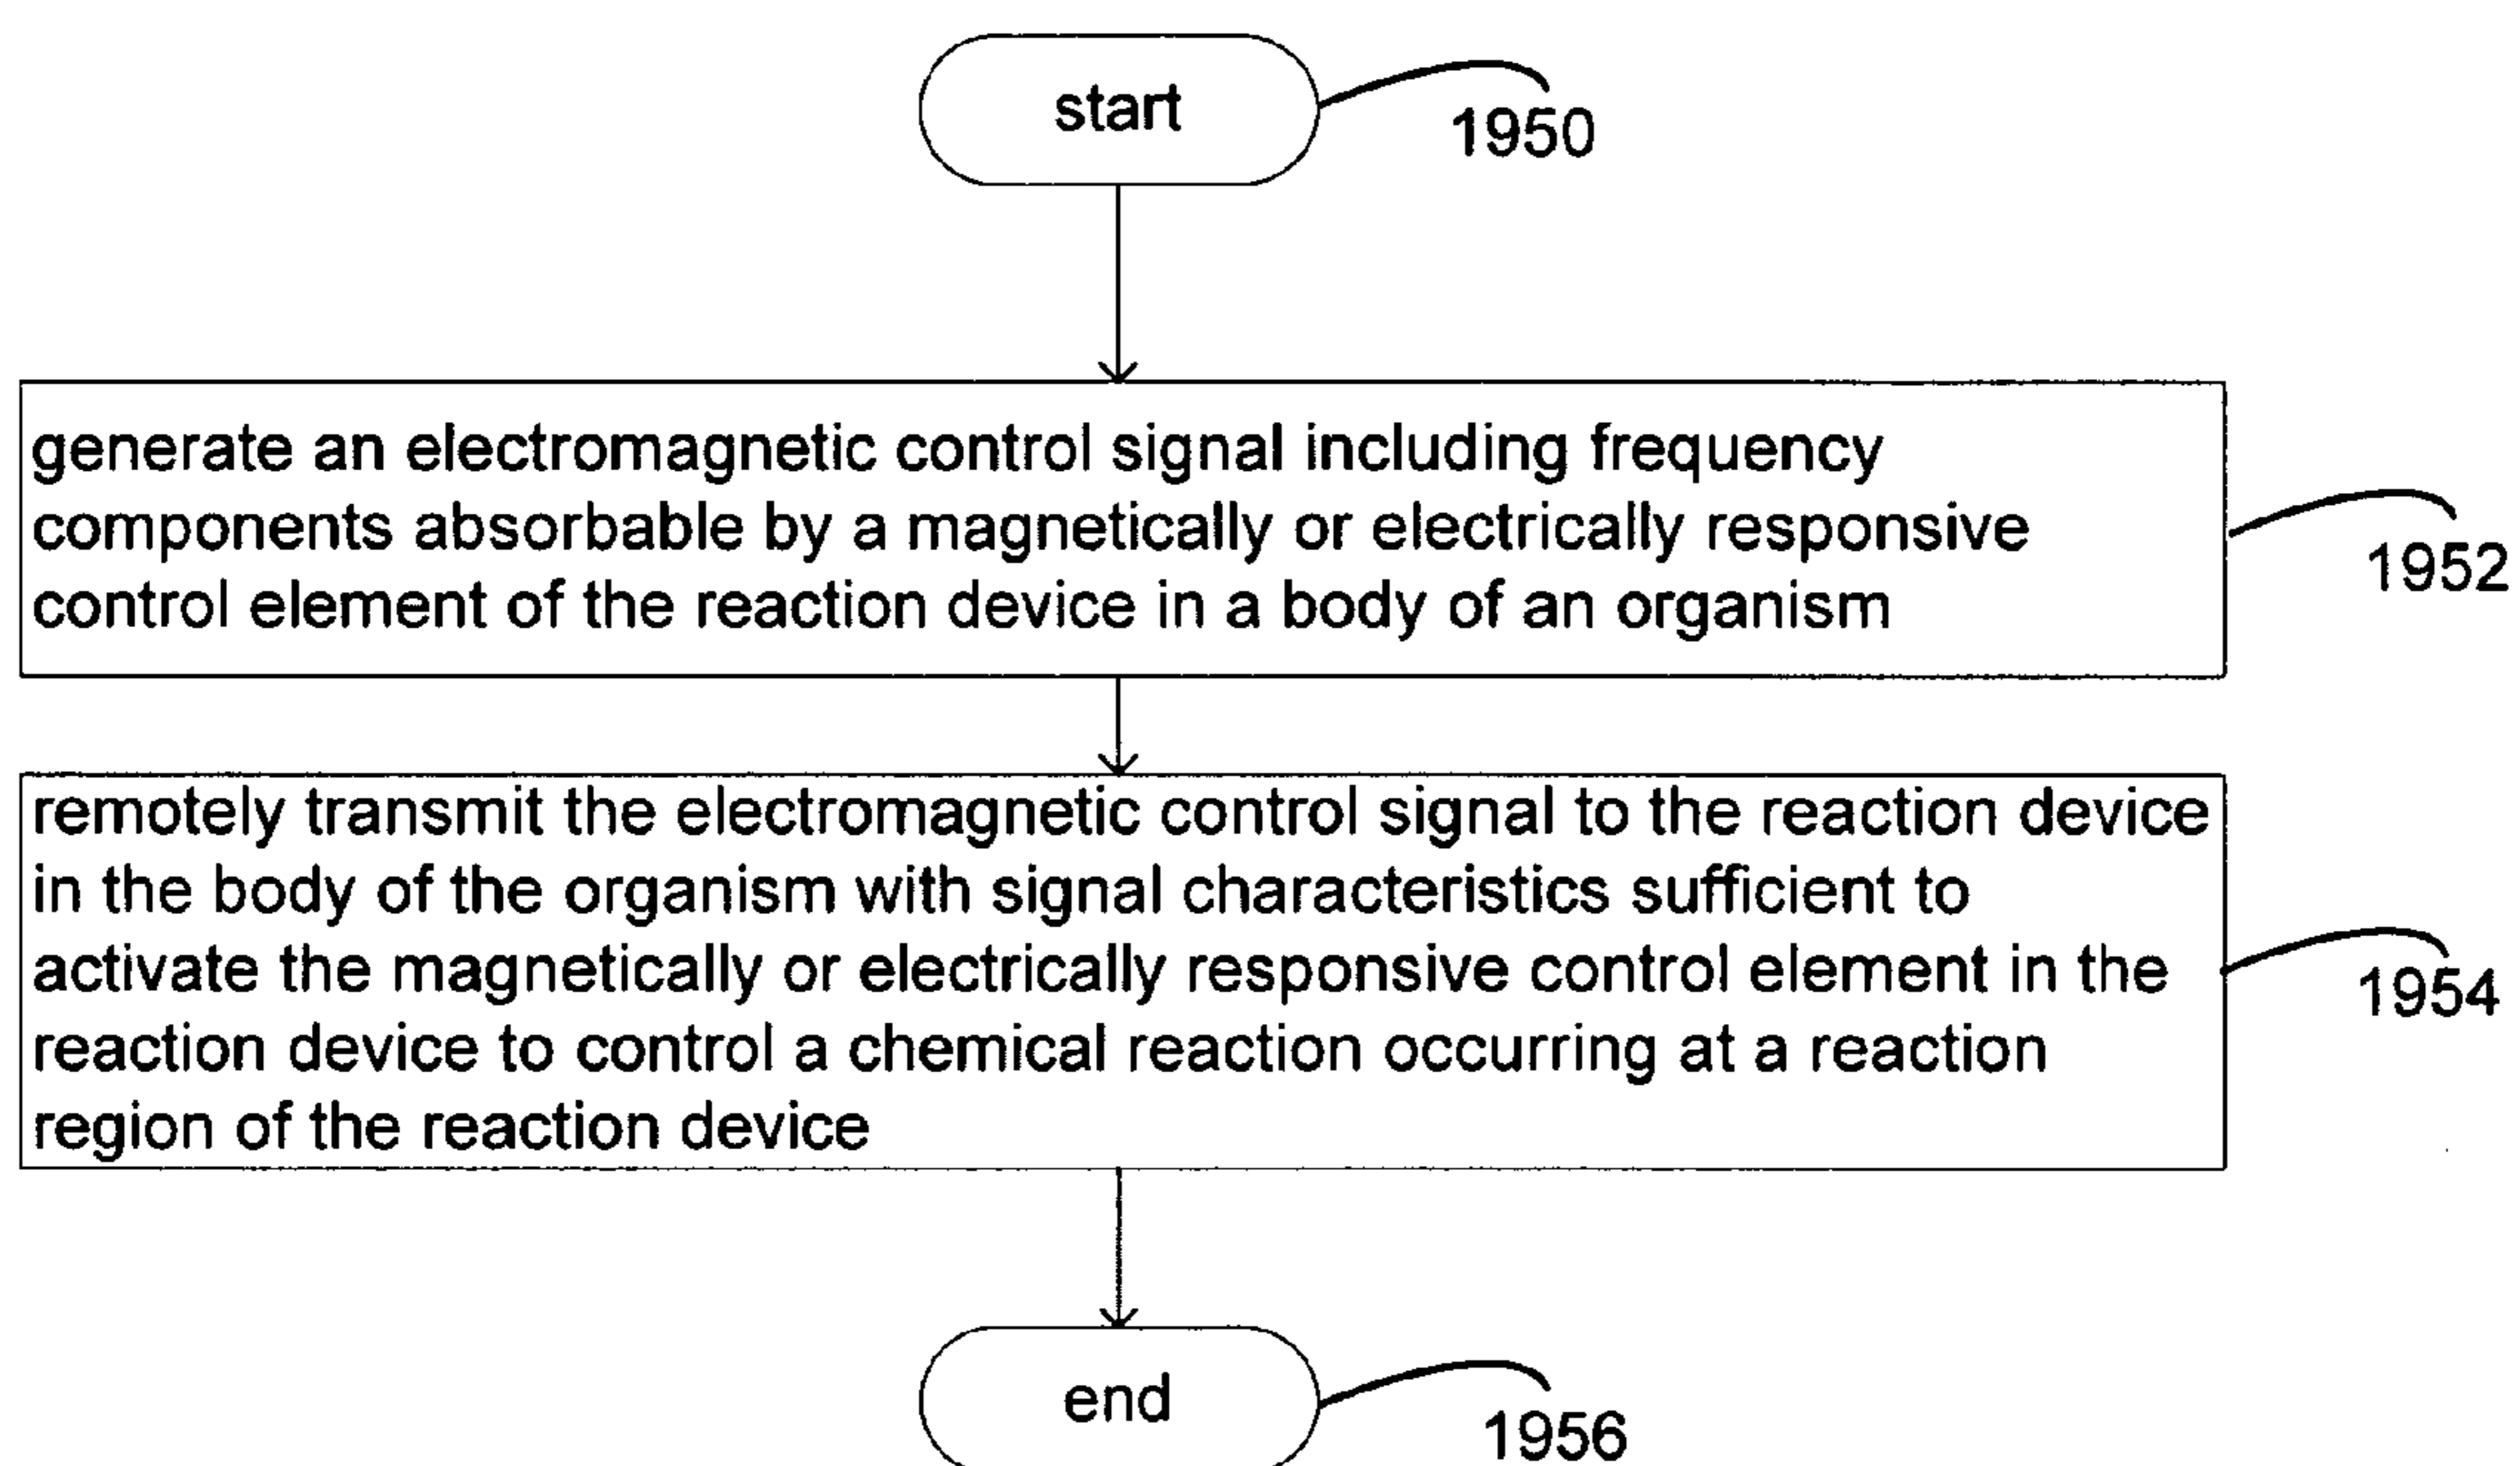 start
1950
generate an electromagnetic control signal including frequency
components absorbable by a magnetically or electrically responsive
control element of the reaction device in a body of an organism
1952
remotely transmit the electromagnetic control signal to the reaction device
in the body of the organism with signal characteristics sufficient to
activate the magnetically or electrically responsive control element in the
reaction device to control a chemical reaction occurring at a reaction
region of the reaction device
1954
end
1956